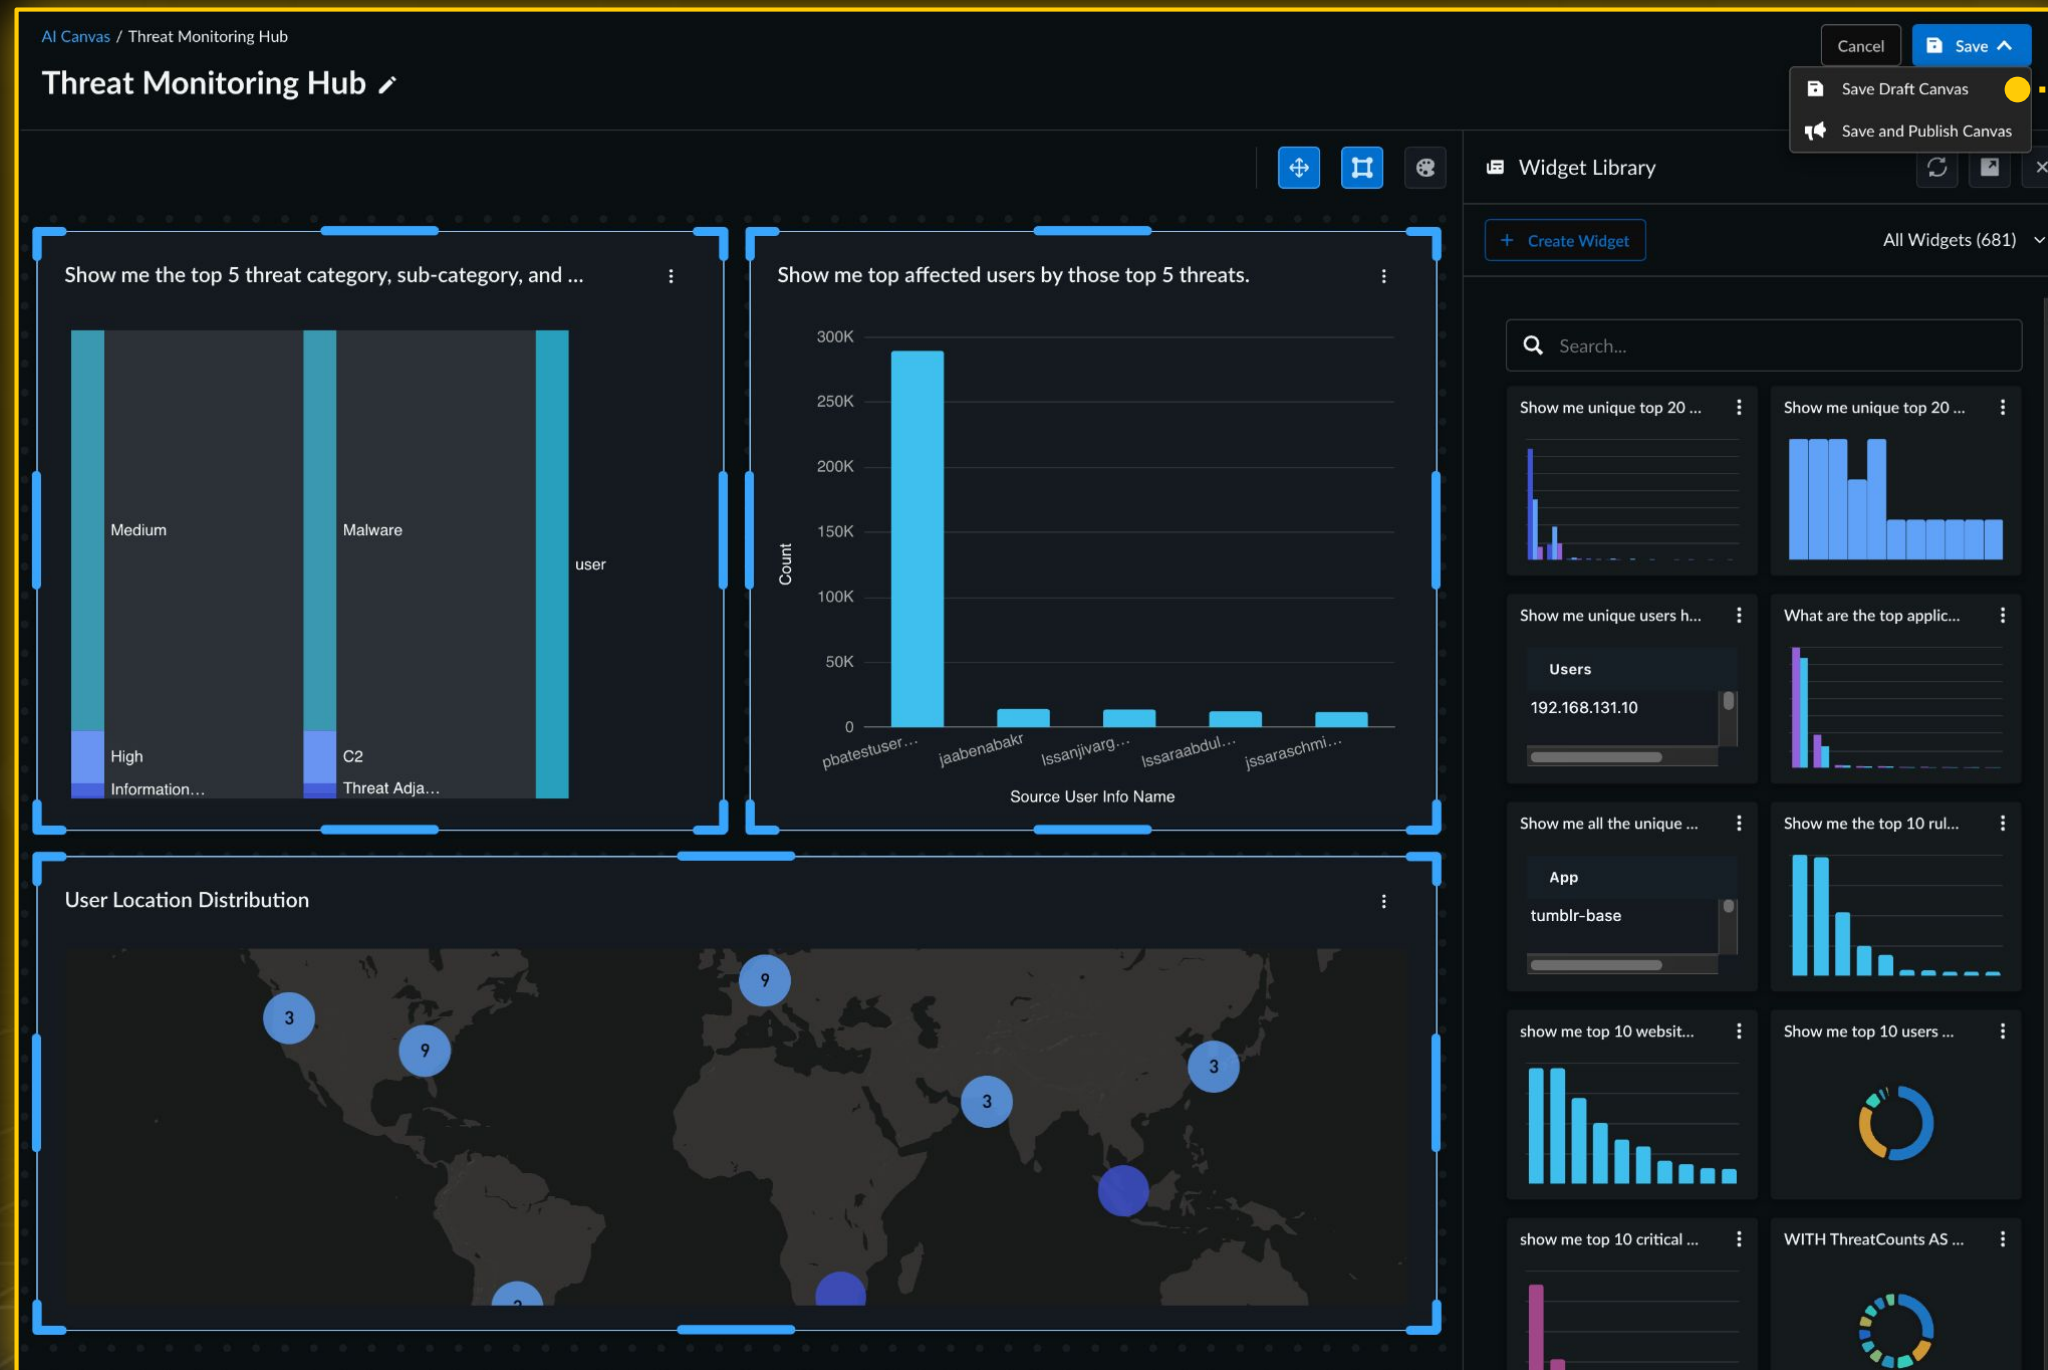 AI Canvas / Threat Monitoring Hub
Threat Monitoring Hub
Cancel
Save
Save Draft Canvas
Save and Publish Canvas
Widget Library
+ Create Widget
All Widgets (681)
Search...
Show me the top 5 threat category, sub-category, and ...
Medium
Malware
user
High
C2
Information...
Threat Adja...
Show me top affected users by those top 5 threats.
300K
250K
200K
150K
100K
50K
0
Count
pbatestuser...
jaabenabakr
lssanjivarg...
lssaraabdul...
jssaraschmi...
Source User Info Name
User Location Distribution
9
3
9
3
3
Show me unique top 20 ...
Show me unique top 20 ...
Show me unique users h...
Users
192.168.131.10
What are the top applic...
Show me all the unique ...
App
tumblr-base
Show me the top 10 rul...
show me top 10 websit...
Show me top 10 users ...
show me top 10 critical ...
WITH ThreatCounts AS ...